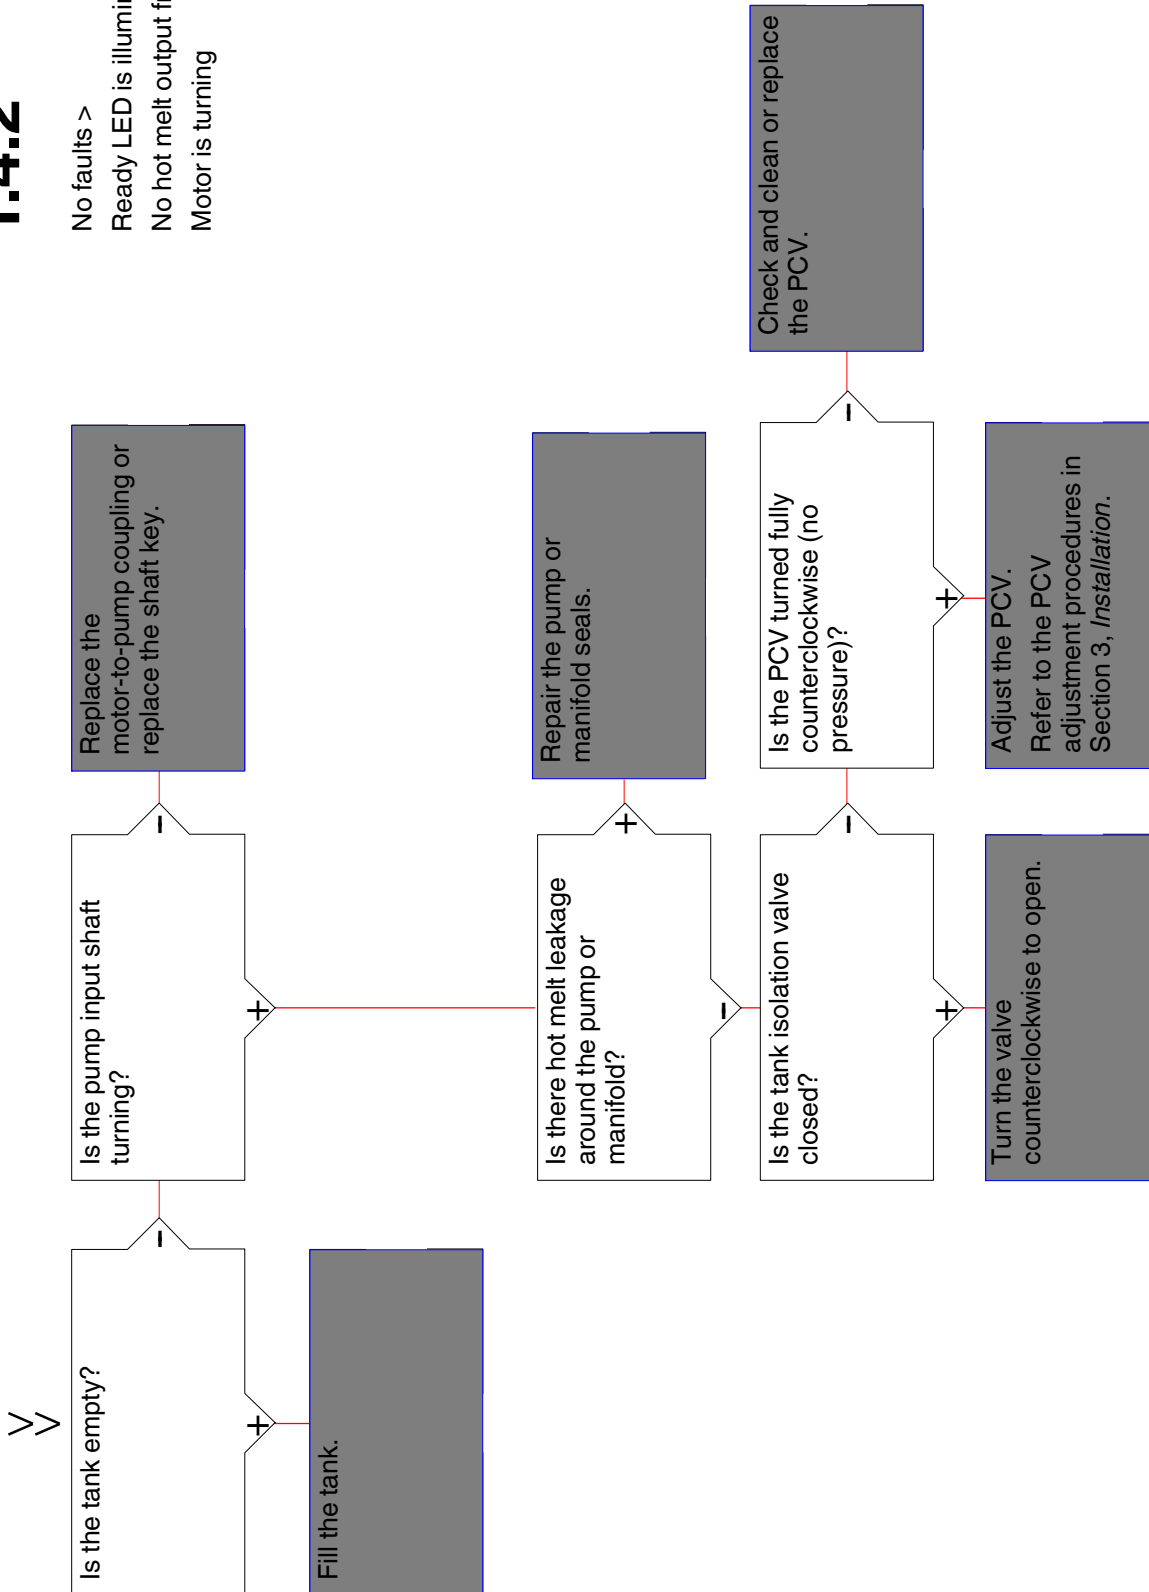 1.4.2
No faults >
Ready LED is
No hot melt output
Motor is turning
>>
Is the tank empty?
+
-
Fill the tank.
Is the pump input shaft
turning?
+
-
Replace the
motor-to-pump coupling or
replace the shaft key.
Is there hot melt leakage
around the pump or
manifold?
-
+
Repair the pump or
manifold seals.
Is the tank isolation valve
closed?
+
-
Turn the valve
counterclockwise to open.
Is the PCV turned fully
counterclockwise (no
pressure)?
+
-
Adjust the PCV.
Refer to the PCV
adjustment procedures in
Section 3, Installation.
Check and clean or replace
the PCV.